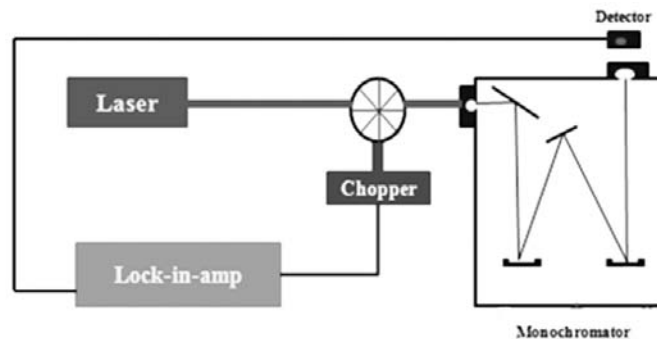 Detector
Laser
Chopper
Lock-in-amp
Monochromator